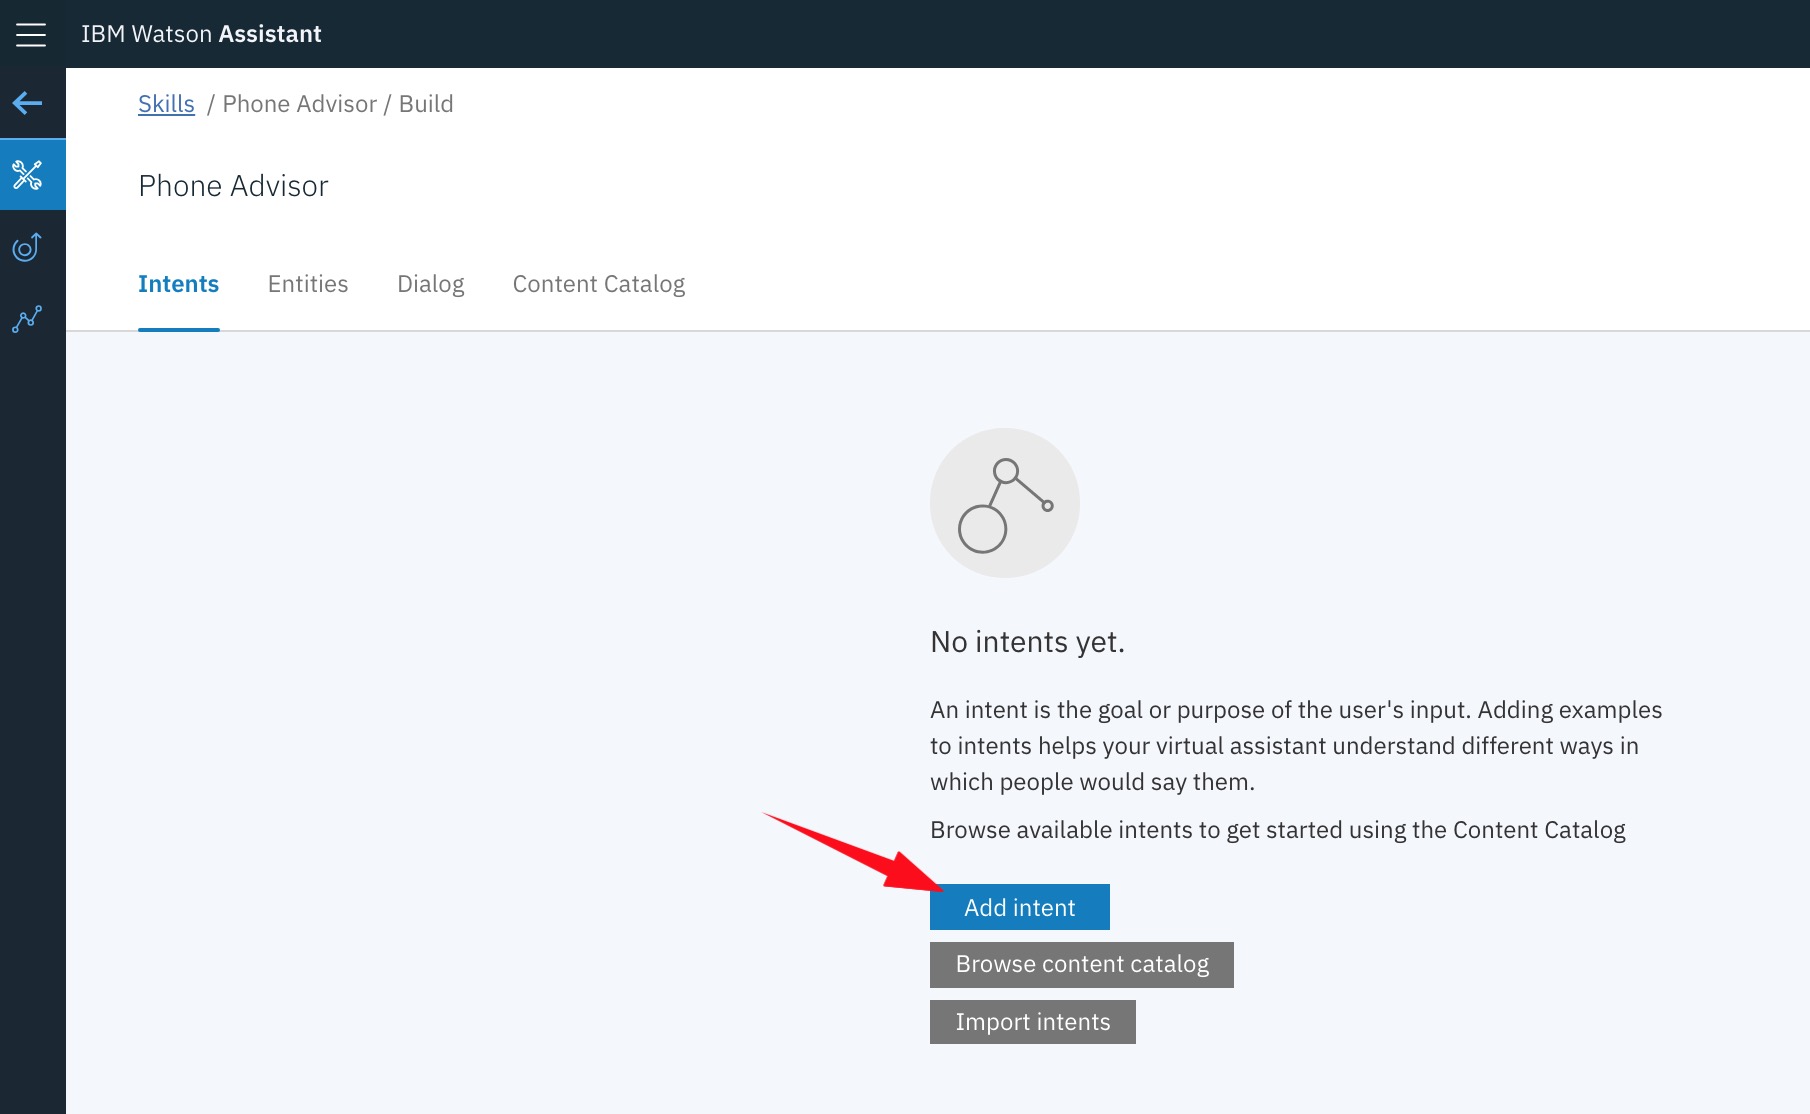 IBM Watson Assistant
Skills / Phone Advisor / Build
Phone Advisor
Intents Entities Dialog Content Catalog
No intents yet.
An intent is the goal or purpose of the user's input. Adding examples
to intents helps your virtual assistant understand different ways in
which people would say them.
Browse available intents to get started using the Content Catalog
Add intent
Browse content catalog
Import intents